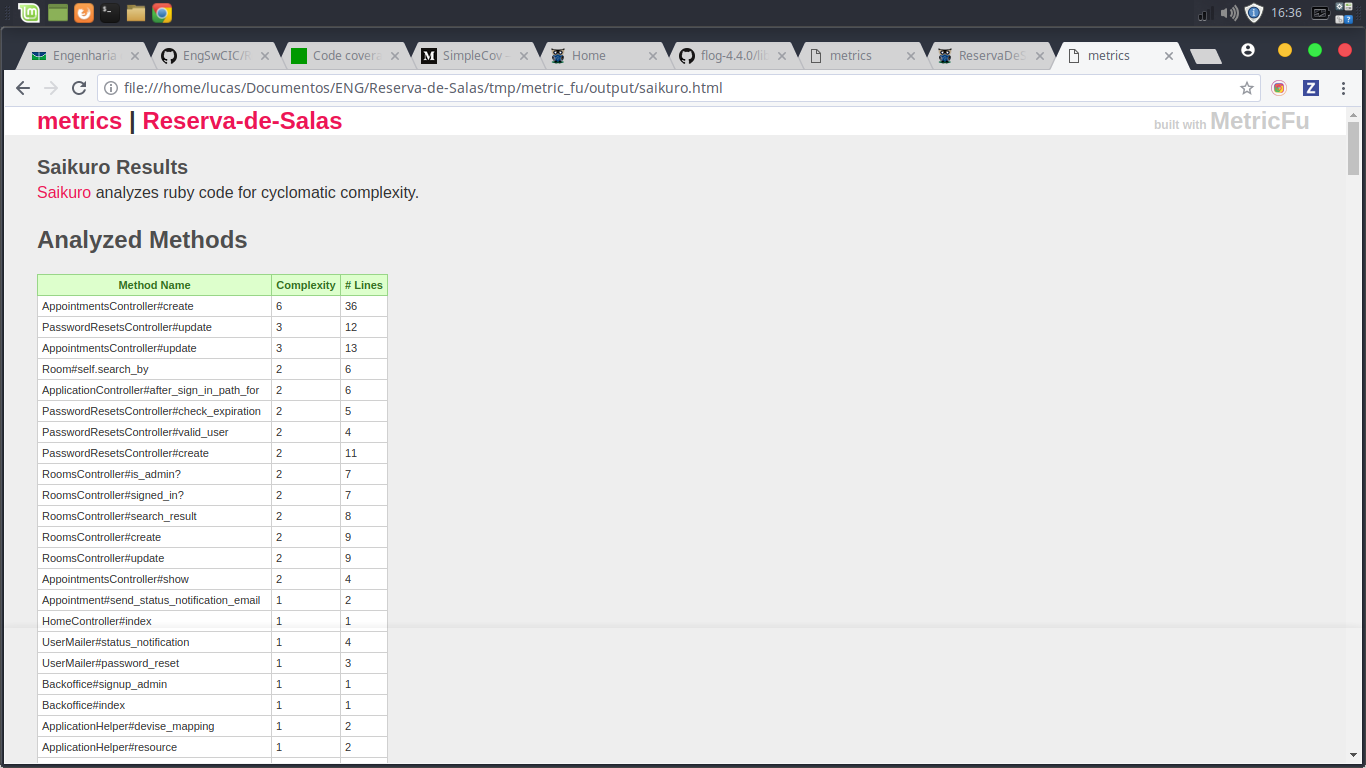 16:36
Engenharia
EngSwCIC/R
Code covera
SimpleCov –
Home
flog-4.4.0/lib
metrics
ReservaDeS
metrics
file:///home/lucas/Documentos/ENG/Reserva-de-Salas/tmp/metric_fu/output/saikuro.html
Z
metrics | Reserva-de-Salas
built with MetricFu
Saikuro Results
Saikuro analyzes ruby code for cyclomatic complexity.
Analyzed Methods
Method Name Complexity # Lines
AppointmentsController#create 6 36
PasswordResetsController#update 3 12
AppointmentsController#update 3 13
Room#self.search_by 2 6
ApplicationController#after_sign_in_path_for 2 6
PasswordResetsController#check_expiration 2 5
PasswordResetsController#valid_user 2 4
PasswordResetsController#create 2 11
RoomsController#is_admin? 2 7
RoomsController#signed_in? 2 7
RoomsController#search_result 2 8
RoomsController#create 2 9
RoomsController#update 2 9
AppointmentsController#show 2 4
Appointment#send_status_notification_email 1 2
HomeController#index 1 1
UserMailer#status_notification 1 4
UserMailer#password_reset 1 3
Backoffice#signup_admin 1 1
Backoffice#index 1 1
ApplicationHelper#devise_mapping 1 2
ApplicationHelper#resource 1 2